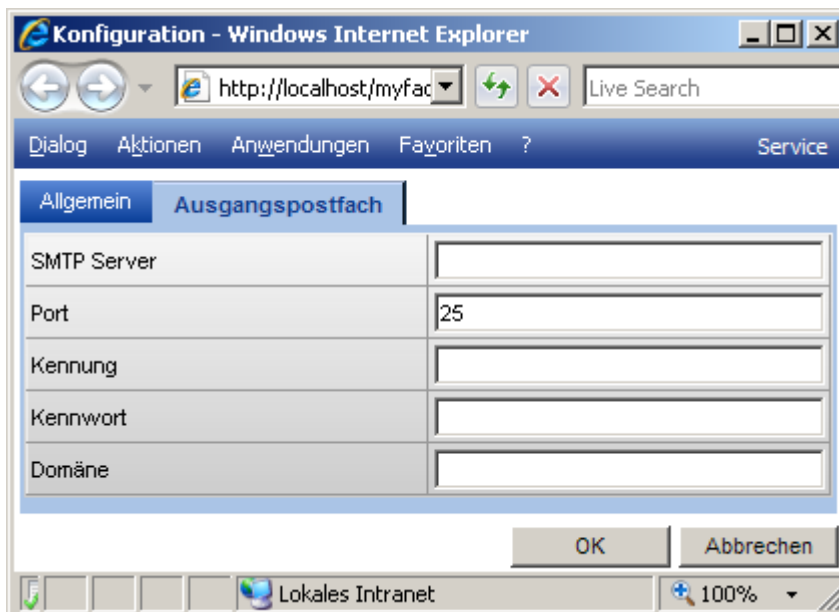 Konfiguration - Windows Internet Explorer
http://localhost/myfac
Live Search
Dialog Aktionen Anwendungen Favoriten ? Service
Allgemein Ausgangspostfach
SMTP Server
Port 25
Kennung
Kennwort
Domäne
OK Abbrechen
Lokales Intranet 100%